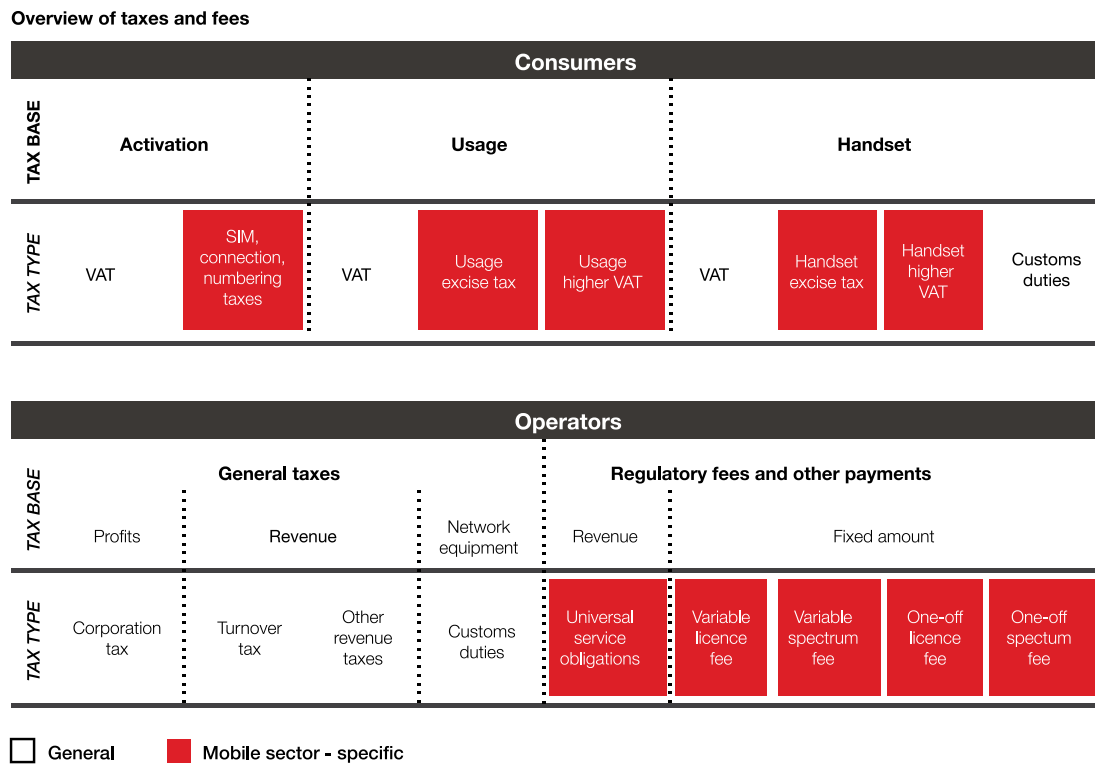 Overview of taxes and fees
Consumers
TAX BASE
Activation
Usage
Handset
TAX TYPE
VAT
SIM,
connection,
numbering
taxes
VAT
Usage
excise tax
Usage
higher VAT
VAT
Handset
excise tax
Handset
higher
VAT
Customs
duties
Operators
TAX BASE
General taxes
Regulatory fees and other payments
Profits
Revenue
Network
equipment
Revenue
Fixed amount
TAX TYPE
Corporation
tax
Turnover
tax
Other
revenue
taxes
Customs
duties
Universal
service
obligations
Variable
licence
fee
Variable
spectrum
fee
One-off
licence
fee
One-off
spectum
fee
General
Mobile sector - specific